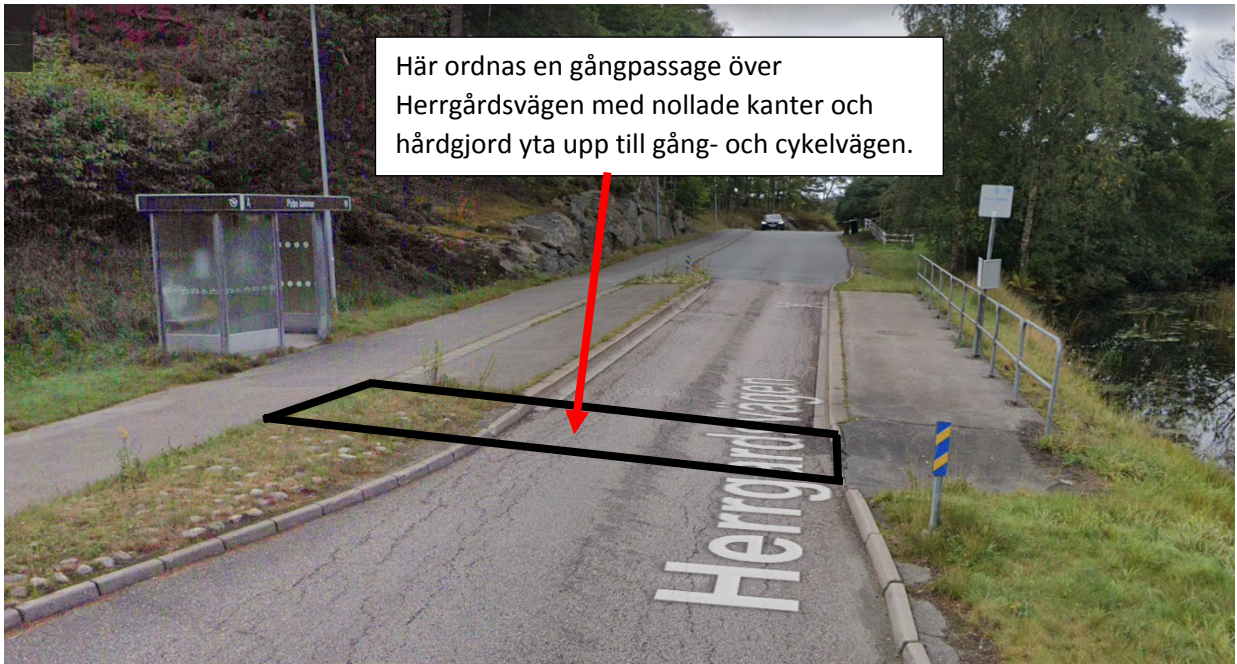 Här ordnas en gångpassage över
Herrgårdsvägen med nollade kanter och
hårdgjord yta upp till gång- och cykelvägen.
A
Herrgårdsvägen